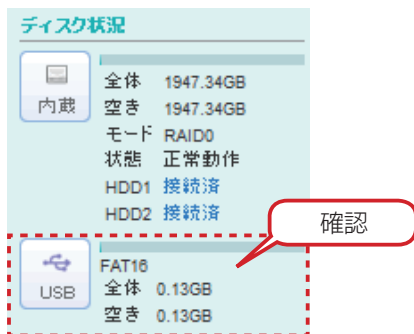 ディスク状況
内蔵
全体 1947.34GB
空き 1947.34GB
モード RAID0
状態 正常動作
HDD1 接続済
HDD2 接続済
確認
USB
FAT16
全体 0.13GB
空き 0.13GB